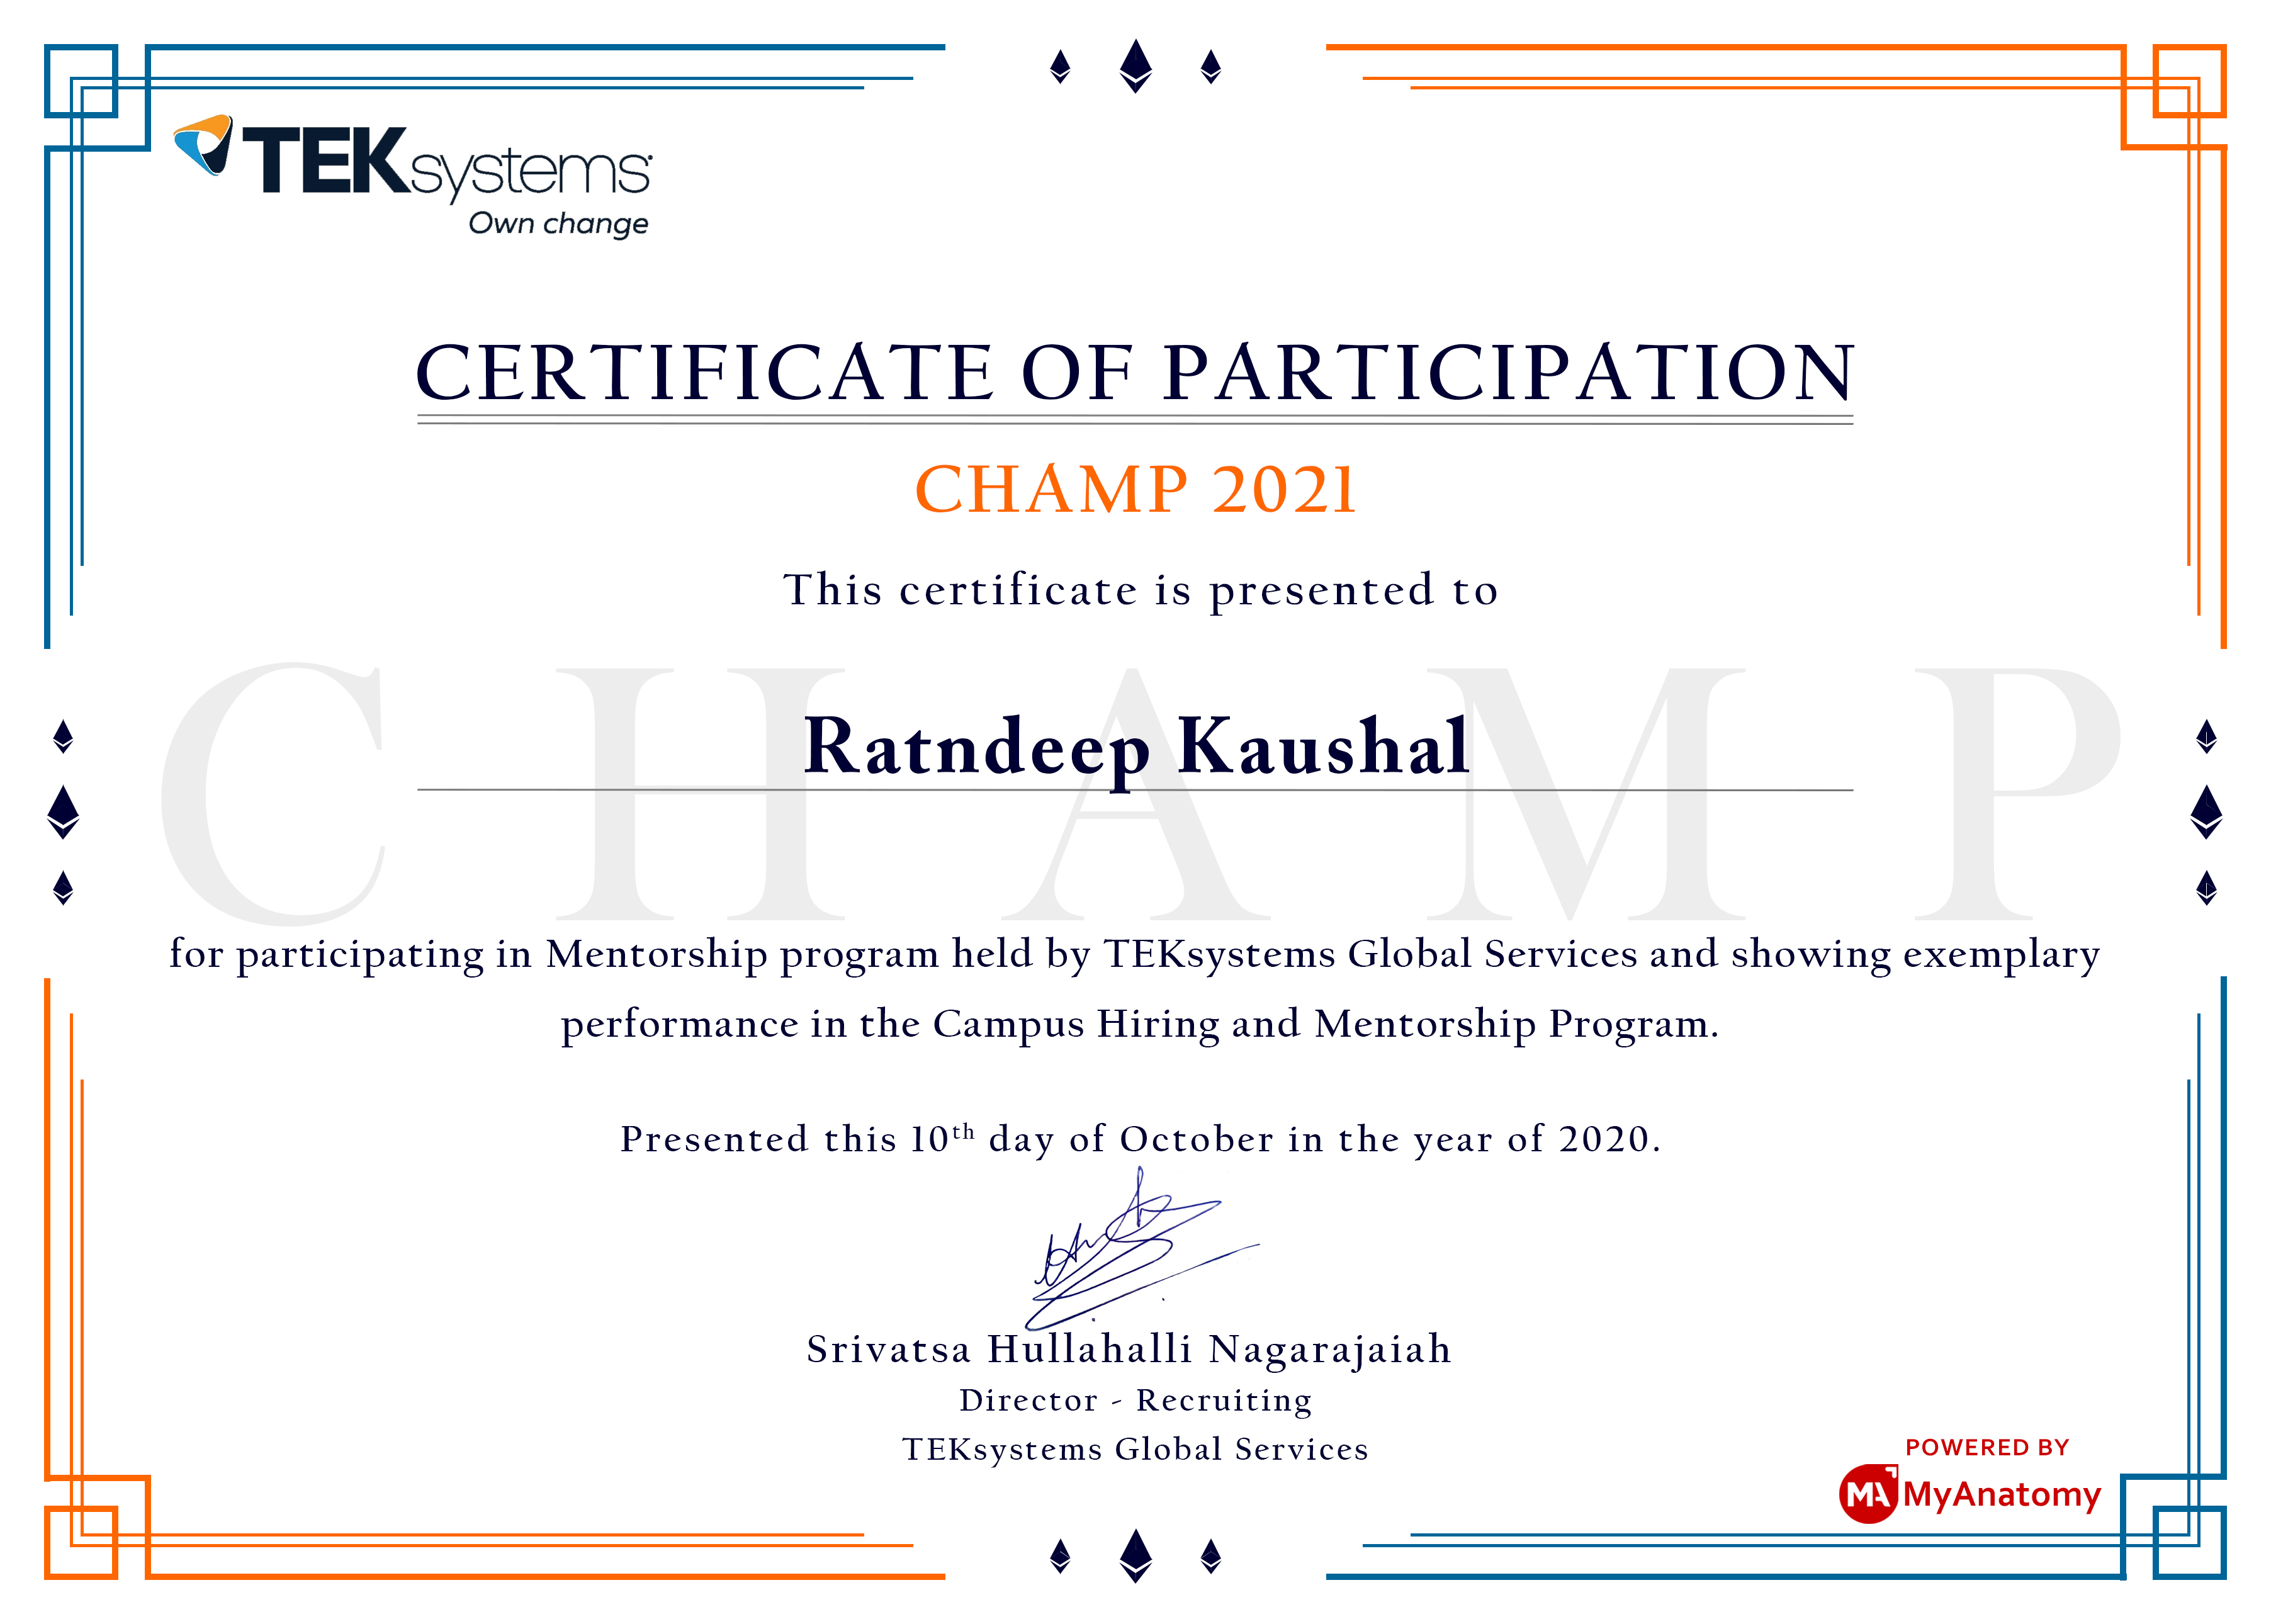 TEKsystems
Own change
CERTIFICATE OF PARTICIPATION
CHAMP 2021
This certificate is presented to
CHAMP
Ratndeep Kaushal
for participating in Mentorship program held by TEKsystems Global Services and showing exemplary
performance in the Campus Hiring and Mentorship Program.
Presented this 10th day of October in the year of 2020.
Srivatsa Hullahalli Nagarajaiah
Director - Recruiting
TEKsystems Global Services
POWERED BY
MA MyAnatomy